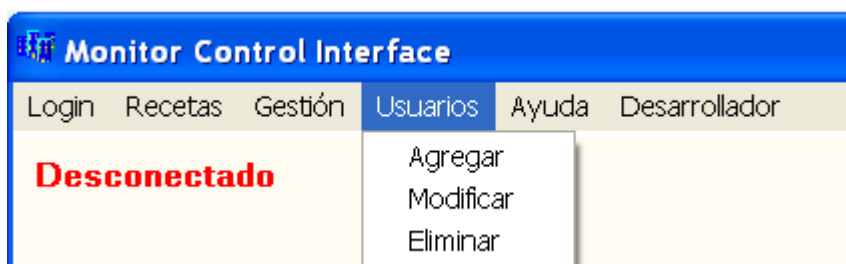 Monitor Control Interface
Login Recetas Gestión Usuarios Ayuda Desarrollador
Desconectado
Agregar
Modificar
Eliminar